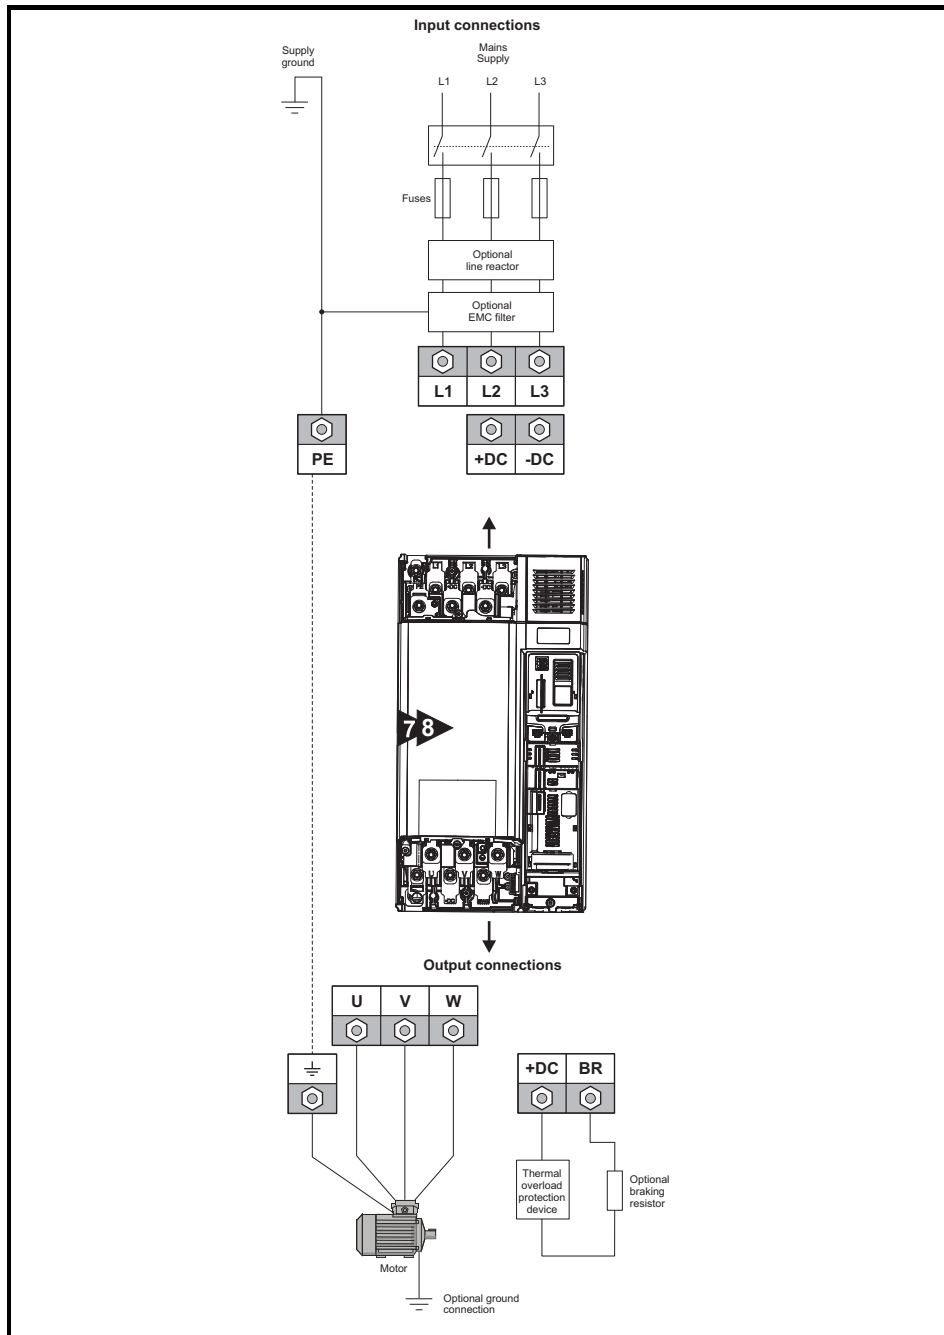 Input connections
Supply
ground
Mains
Supply
L1 L2 L3
Fuses
Optional
line reactor
Optional
EMC filter
L1 L2 L3
PE
+DC -DC
7 8
Output connections
U V W
+DC BR
Thermal
overload
protection
device
Optional
braking
resistor
Motor
Optional ground
connection